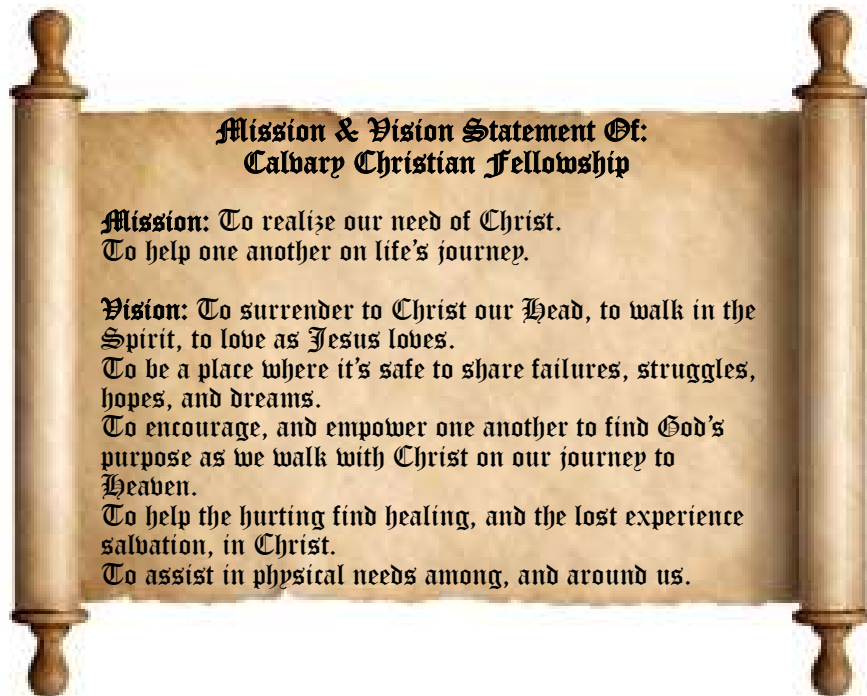 Mission & Vision Statement Of:
Calvary Christian Fellowship
Mission: To realize our need of Christ.
To help one another on life's journey.
Vision: To surrender to Christ our Head, to walk in the
Spirit, to love as Jesus loves.
To be a place where it's safe to share failures, struggles,
hopes, and dreams.
To encourage, and empower one another to find God's
purpose as we walk with Christ on our journey to
Heaven.
To help the hurting find healing, and the lost experience
salvation, in Christ.
To assist in physical needs among, and around us.